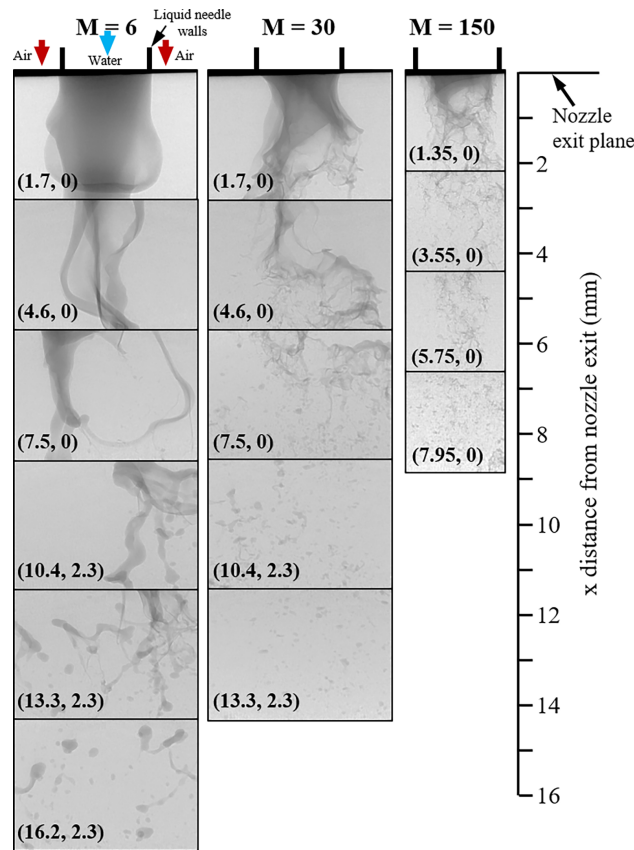 M = 6
Liquid needle
walls
M = 30
M = 150
Air
Water
Air
Nozzle
exit plane
(1.7, 0)
(4.6, 0)
(7.5, 0)
(10.4, 2.3)
(13.3, 2.3)
(16.2, 2.3)
(1.7, 0)
(4.6, 0)
(7.5, 0)
(10.4, 2.3)
(13.3, 2.3)
(1.35, 0)
(3.55, 0)
(5.75, 0)
(7.95, 0)
2
4
6
8
10
12
14
16
x distance from nozzle exit (mm)